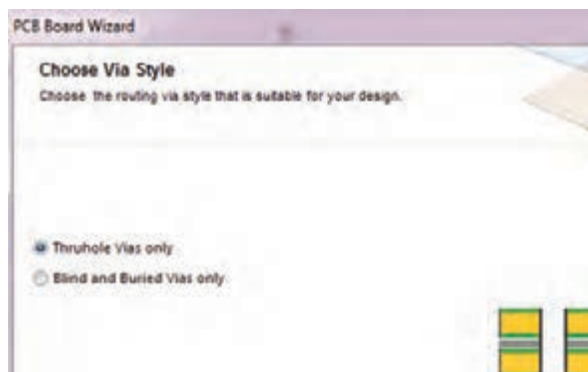 PCB Board Wizard
Choose Via Style
Choose the routing via style that is suitable for your design.
Thruhole Vias only
Blind and Buried Vias only